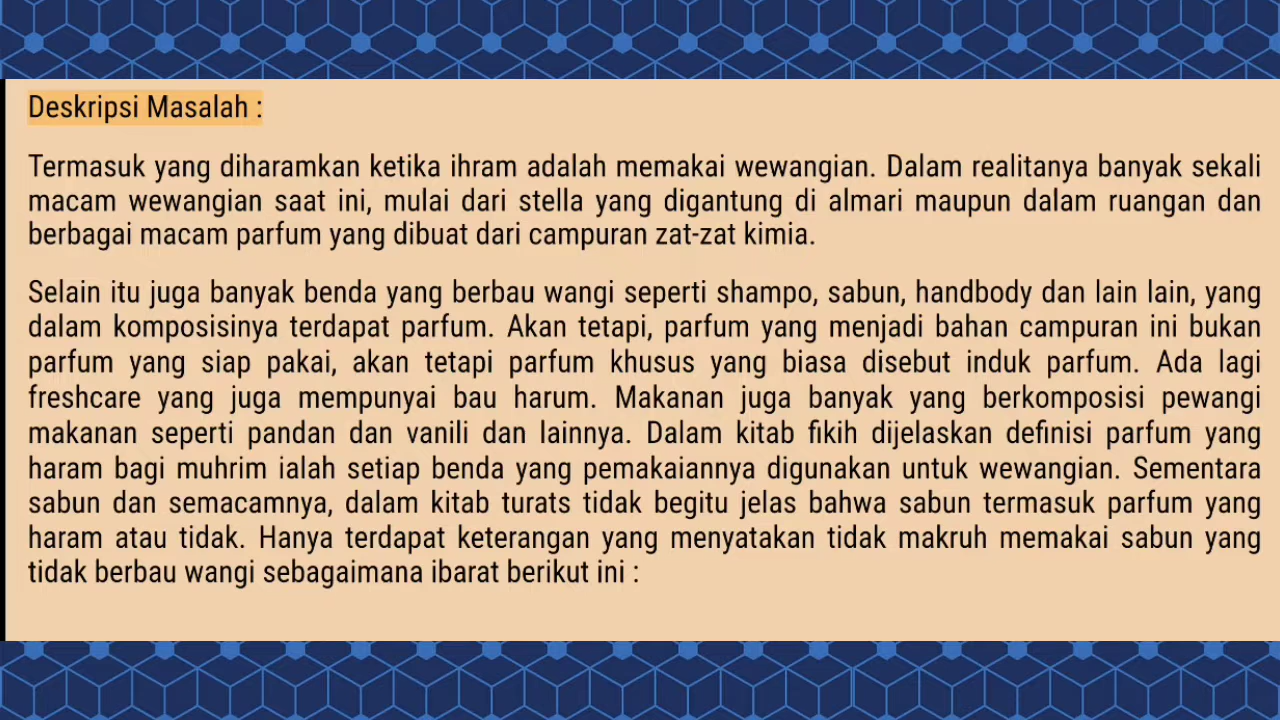 Deskripsi Masalah :
Termasuk yang diharamkan ketika ihram adalah memakai wewangian. Dalam realitanya banyak sekali
macam wewangian saat ini, mulai dari stella yang digantung di almari maupun dalam ruangan dan
berbagai macam parfum yang dibuat dari campuran zat-zat kimia.
Selain itu juga banyak benda yang berbau wangi seperti shampo, sabun, handbody dan lain lain, yang
dalam komposisinya terdapat parfum. Akan tetapi, parfum yang menjadi bahan campuran ini bukan
parfum yang siap pakai, akan tetapi parfum khusus yang biasa disebut induk parfum. Ada lagi
freshcare yang juga mempunyai bau harum. Makanan juga banyak yang berkomposisi pewangi
makanan seperti pandan dan vanili dan lainnya. Dalam kitab fikih dijelaskan definisi parfum yang
haram bagi muhrim ialah setiap benda yang pemakaiannya digunakan untuk wewangian. Sementara
sabun dan semacamnya, dalam kitab turats tidak begitu jelas bahwa sabun termasuk parfum yang
haram atau tidak. Hanya terdapat keterangan yang menyatakan tidak makruh memakai sabun yang
tidak berbau wangi sebagaimana ibarat berikut ini :